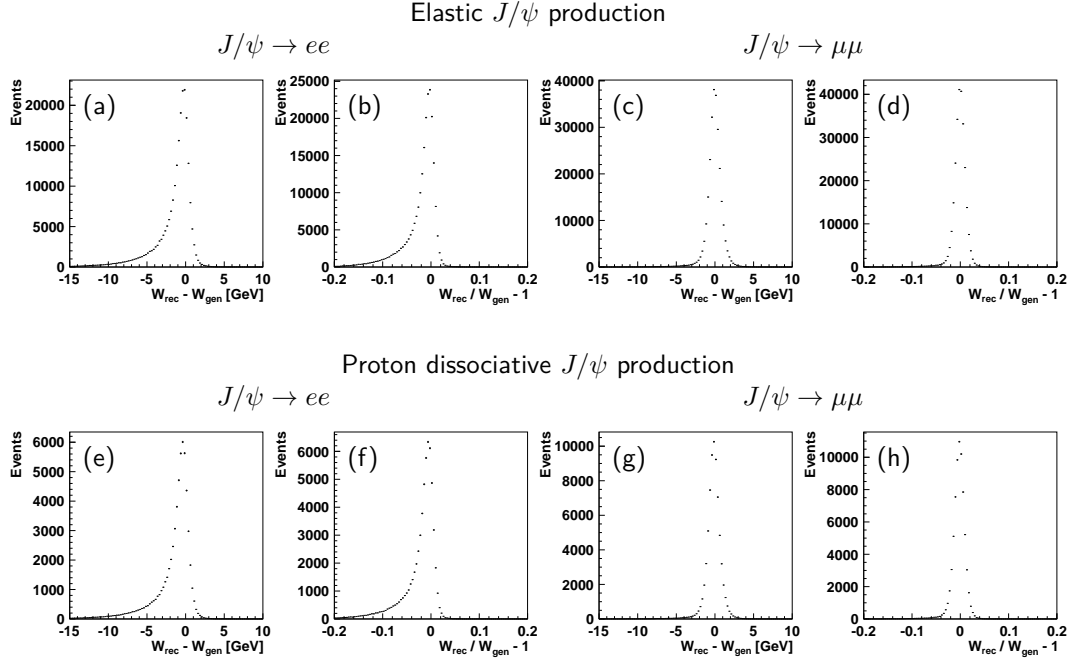 Elastic J/ψ production
J/ψ → ee
J/ψ → μμ
Events
(a)
20000
15000
10000
5000
0
-15 -10 -5 0 5 10
W_rec - W_gen [GeV]
Events
(b)
20000
15000
10000
5000
0
-0.2 -0.1 0 0.1 0.2
W_rec / W_gen - 1
Events
(c)
40000
30000
20000
10000
0
-15 -10 -5 0 5 10
W_rec - W_gen [GeV]
Events
(d)
40000
30000
20000
10000
0
-0.2 -0.1 0 0.1 0.2
W_rec / W_gen - 1
Proton dissociative J/ψ production
J/ψ → ee
J/ψ → μμ
Events
(e)
6000
5000
4000
3000
2000
1000
0
-15 -10 -5 0 5 10
W_rec - W_gen [GeV]
Events
(f)
6000
5000
4000
3000
2000
1000
0
-0.2 -0.1 0 0.1 0.2
W_rec / W_gen - 1
Events
(g)
10000
8000
6000
4000
2000
0
-15 -10 -5 0 5 10
W_rec - W_gen [GeV]
Events
(h)
10000
8000
6000
4000
2000
0
-0.2 -0.1 0 0.1 0.2
W_rec / W_gen - 1